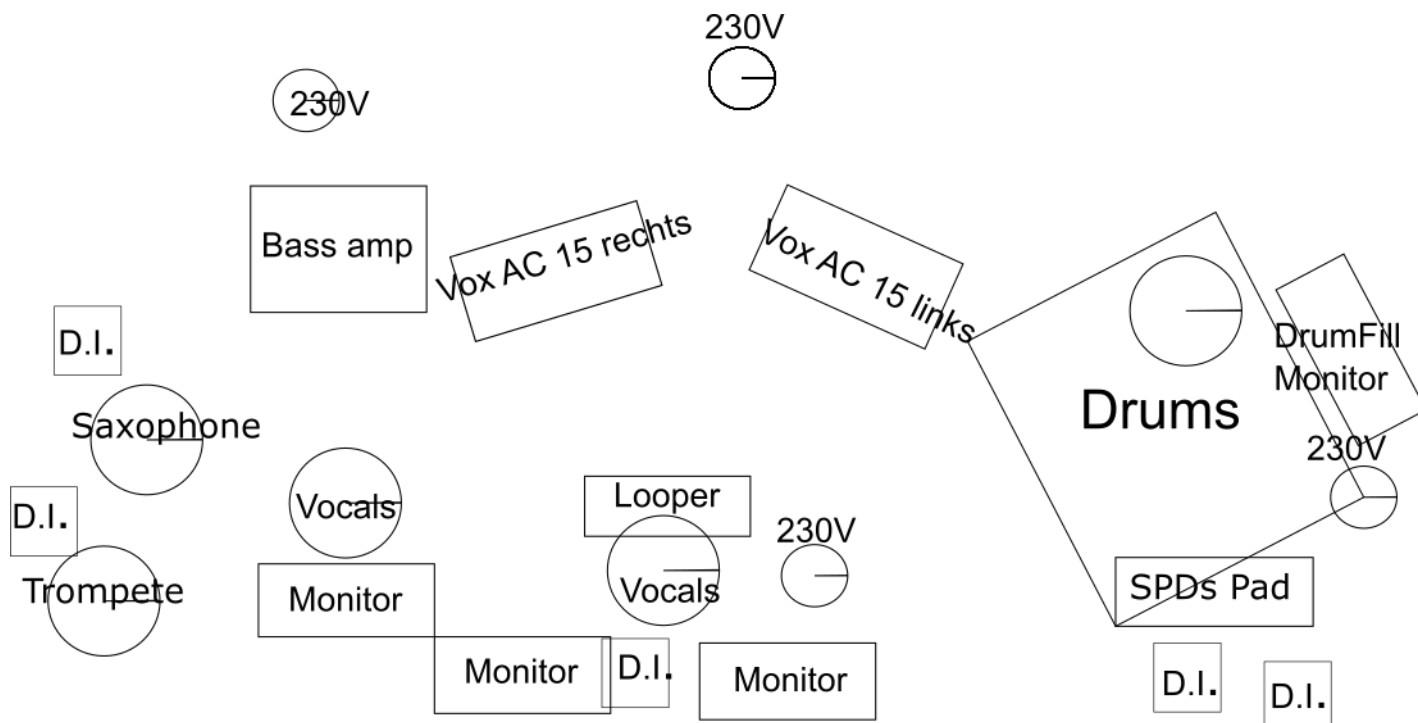 230V
230V
Bass amp
Vox AC 15 rechts
Vox AC 15 links
D.I.
DrumFill
Monitor
Drums
Saxophone
230V
Looper
Vocals
D.I.
230V
Trompete
Monitor
Vocals
SPDs Pad
Monitor
D.I.
Monitor
D.I.
D.I.